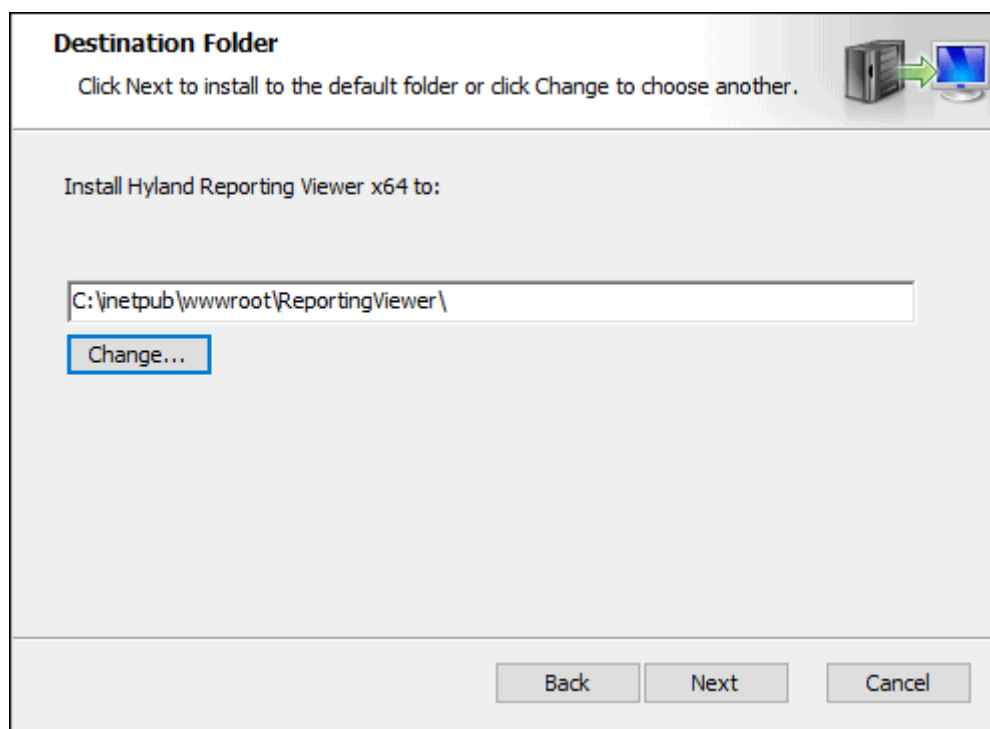 Destination Folder
Click Next to install to the default folder or click Change to choose another.
Install Hyland Reporting Viewer x64 to:
C:\inetpub\wwwroot\ReportingViewer\
Change...
Back Next Cancel